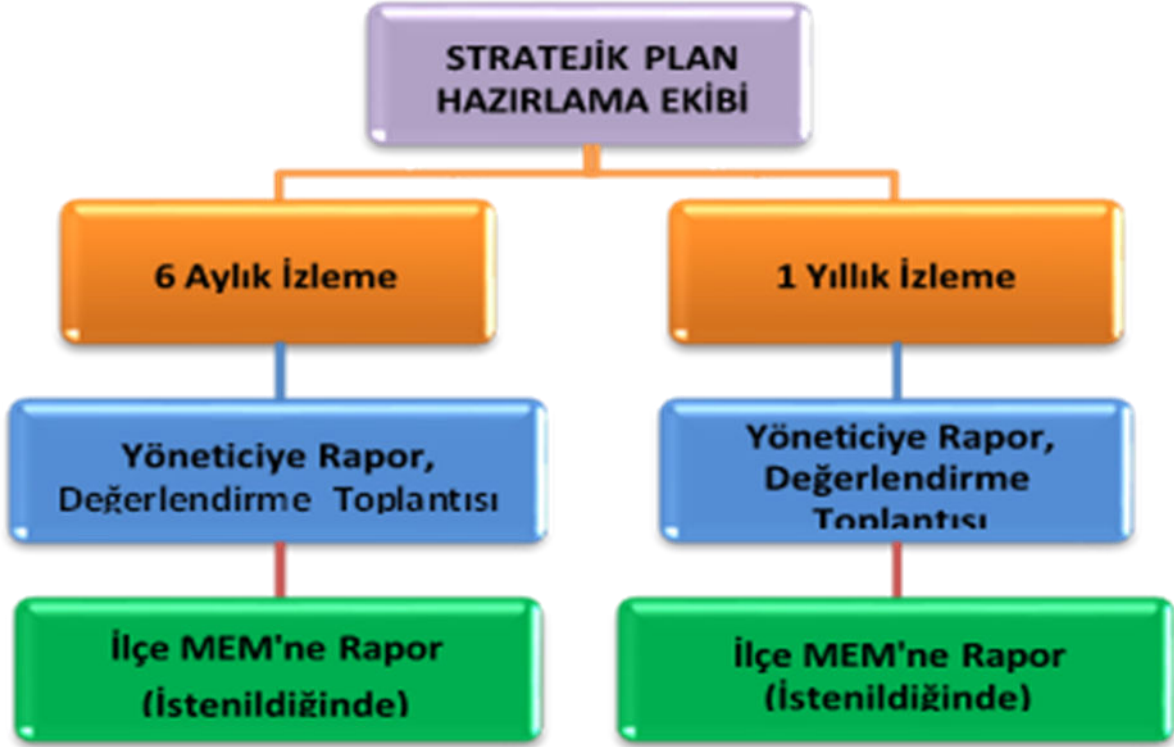 STRATEJİK PLAN
HAZIRLAMA EKİBİ
6 Aylık İzleme
1 Yıllık İzleme
Yöneticiye Rapor,
Değerlendirme Toplantısı
Yöneticiye Rapor,
Değerlendirme
Toplantısı
İlçe MEM'ne Rapor
(İstenildiğinde)
İlçe MEM'ne Rapor
(İstenildiğinde)